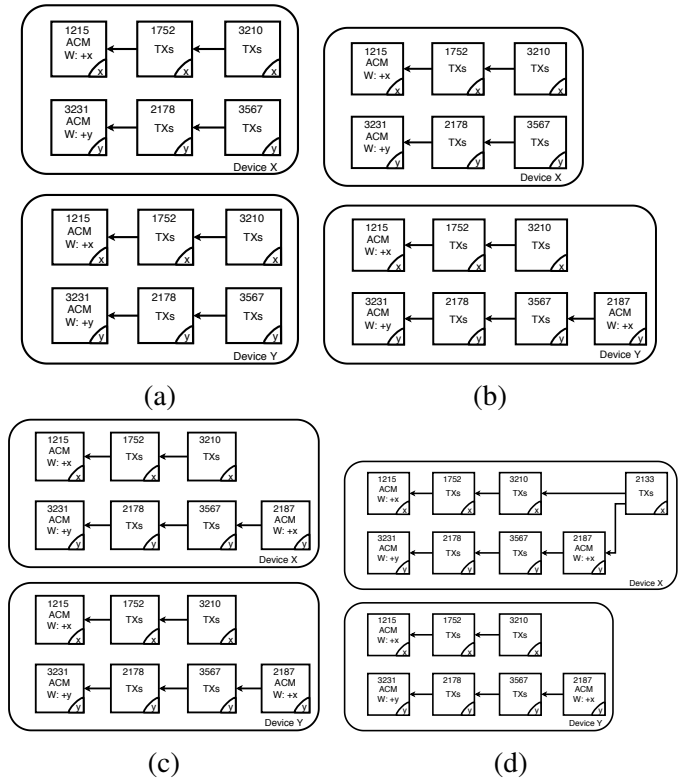 1215 1752 3210
ACM TXs TXs
W: +x
x x x
3231 2178 3567
ACM TXs TXs
W: +y
y y y
Device X
1215 1752 3210
ACM TXs TXs
W: +x
x x x
3231 2178 3567
ACM TXs TXs
W: +y
y y y
Device Y
(a)
1215 1752 3210
ACM TXs TXs
W: +x
x x x
3231 2178 3567
ACM TXs TXs
W: +y
y y y
Device X
1215 1752 3210
ACM TXs TXs
W: +x
x x x
3231 2178 3567 2187
ACM TXs TXs ACM
W: +y W: +x
y y y y
Device Y
(b)
1215 1752 3210
ACM TXs TXs
W: +x
x x x
3231 2178 3567 2187
ACM TXs TXs ACM
W: +y W: +x
y y y y
Device X
1215 1752 3210
ACM TXs TXs
W: +x
x x x
3231 2178 3567 2187
ACM TXs TXs ACM
W: +y W: +x
y y y y
Device Y
(c)
1215 1752 3210 2133
ACM TXs TXs TXs
W: +x
x x x x
3231 2178 3567 2187
ACM TXs TXs ACM
W: +y W: +x
y y y y
Device X
1215 1752 3210
ACM TXs TXs
W: +x
x x x
3231 2178 3567 2187
ACM TXs TXs ACM
W: +y W: +x
y y y y
Device Y
(d)